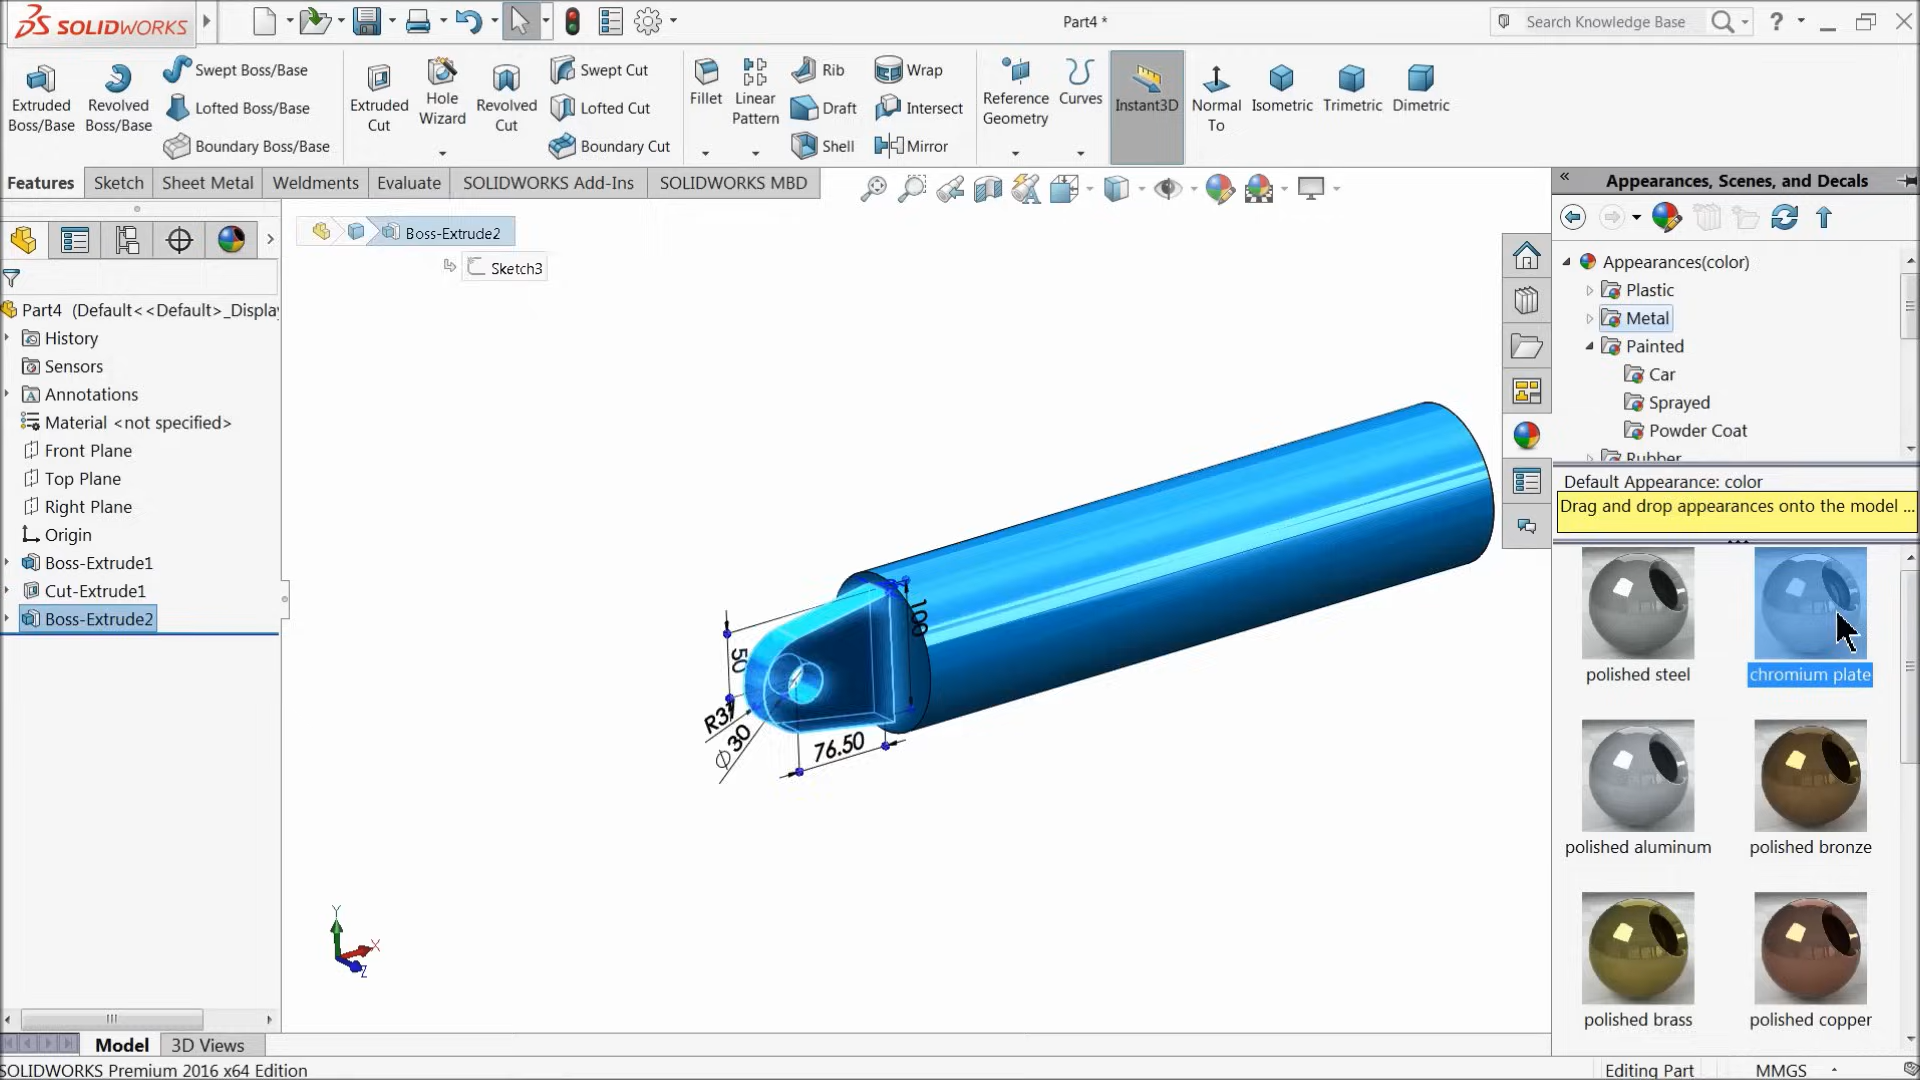 SOLIDWORKS
Part4 *
Search Knowledge Base
?
Extruded Boss/Base
Revolved Boss/Base
Swept Boss/Base
Lofted Boss/Base
Boundary Boss/Base
Extruded Cut
Hole Wizard
Revolved Cut
Swept Cut
Lofted Cut
Boundary Cut
Fillet
Linear Pattern
Rib
Draft
Shell
Wrap
Intersect
Mirror
Reference Geometry
Curves
Instant3D
Normal To
Isometric
Trimetric
Dimetric
Features
Sketch
Sheet Metal
Weldments
Evaluate
SOLIDWORKS Add-Ins
SOLIDWORKS MBD
Boss-Extrude2
Sketch3
Part4 (Default<<Default>_Displa
History
Sensors
Annotations
Material <not specified>
Front Plane
Top Plane
Right Plane
Origin
Boss-Extrude1
Cut-Extrude1
Boss-Extrude2
100
50
R37
∅30
76.50
Y
X
Z
Appearances, Scenes, and Decals
Appearances(color)
Plastic
Metal
Painted
Car
Sprayed
Powder Coat
Rubber
Default Appearance: color
Drag and drop appearances onto the model ...
polished steel
chromium plate
polished aluminum
polished bronze
polished brass
polished copper
Model
3D Views
SOLIDWORKS Premium 2016 x64 Edition
Editing Part
MMGS